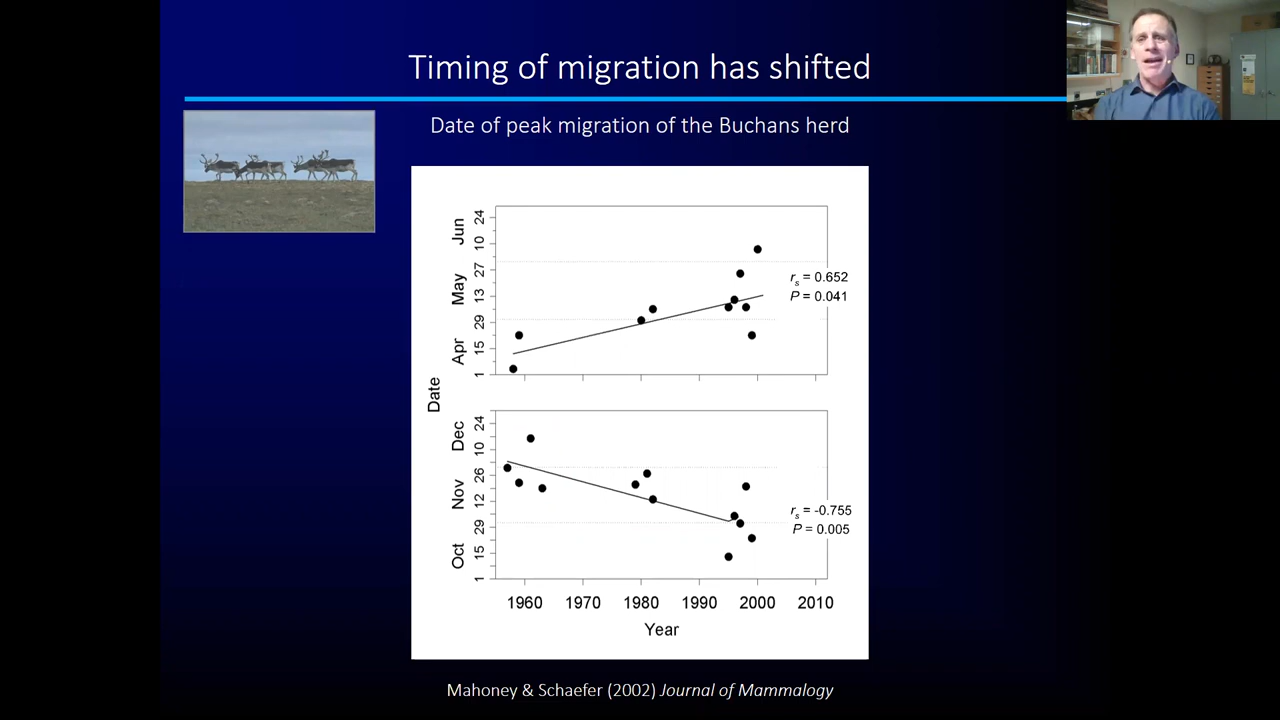 Timing of migration has shifted
Date of peak migration of the Buchans herd
Date
Jun
May
Apr
24
10
27
13
29
15
1
r_s = 0.652
P = 0.041
Dec
Nov
Oct
24
10
26
12
29
15
1
r_s = -0.755
P = 0.005
1960 1970 1980 1990 2000 2010
Year
Mahoney & Schaefer (2002) Journal of Mammalogy